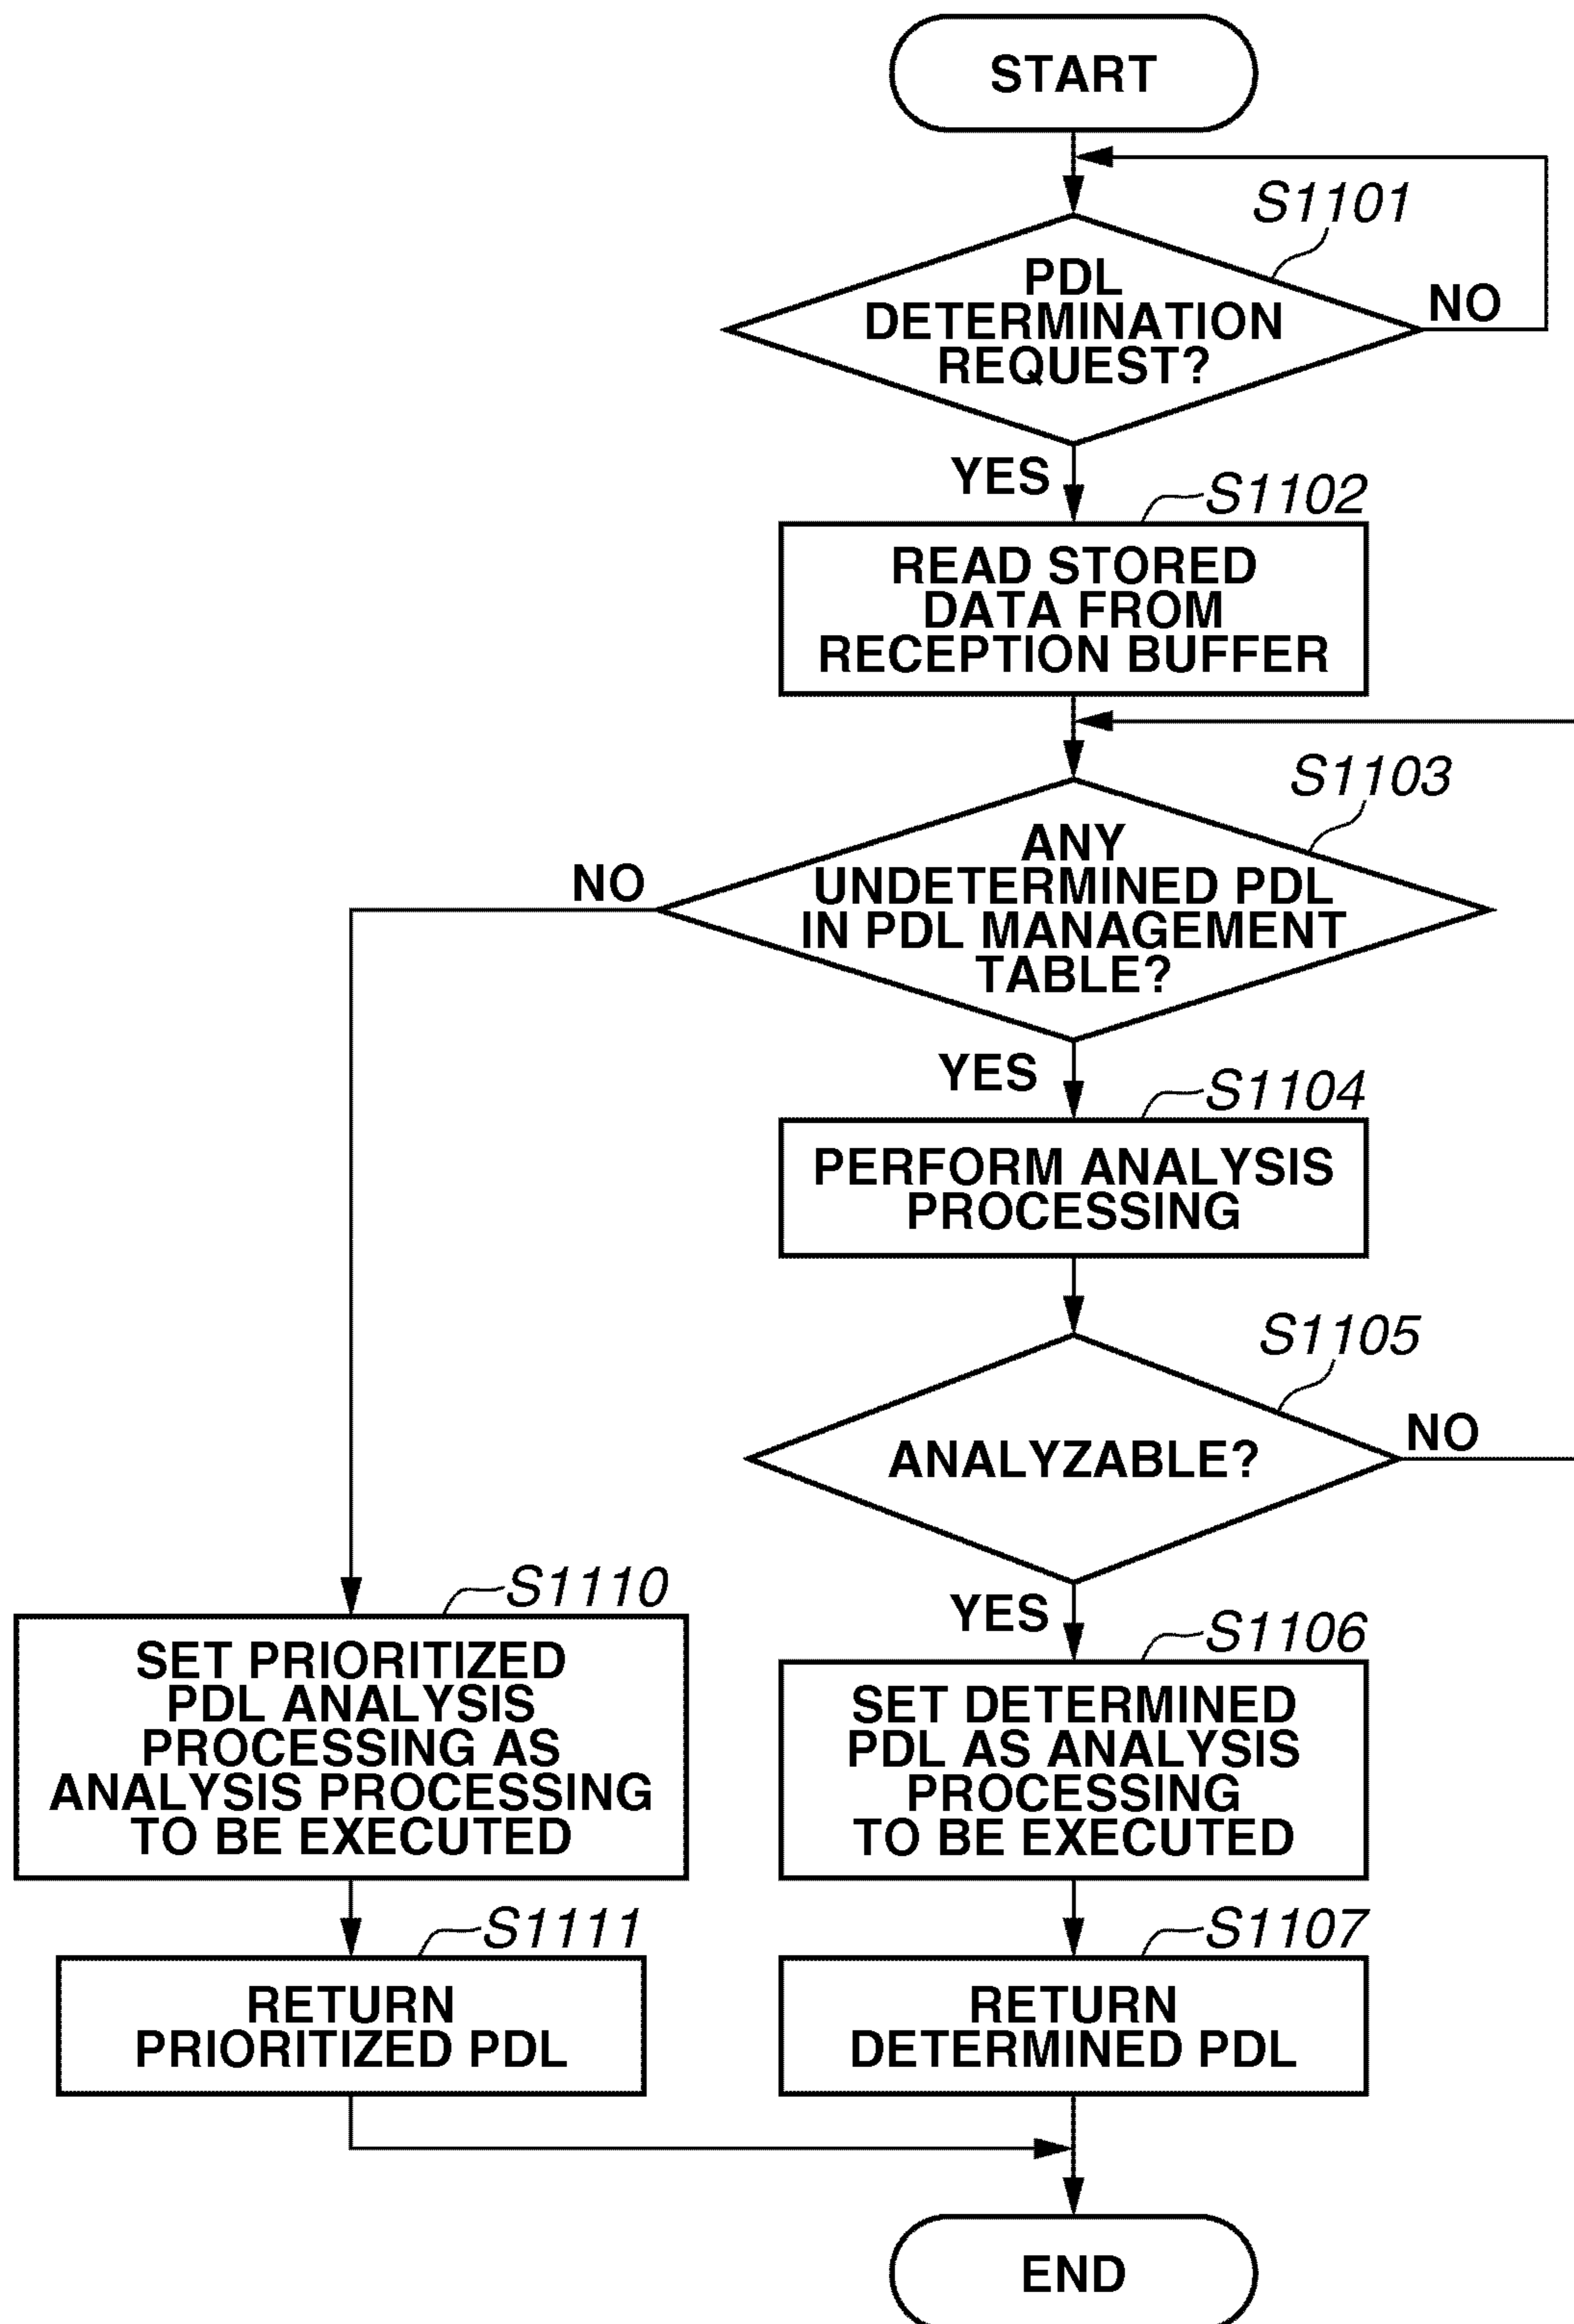 START
S1101
PDL
DETERMINATION
REQUEST?
NO
YES
S1102
READ STORED
DATA FROM
RECEPTION BUFFER
S1103
ANY
UNDETERMINED PDL
IN PDL MANAGEMENT
TABLE?
NO
YES
S1104
PERFORM ANALYSIS
PROCESSING
S1105
ANALYZABLE?
NO
YES
S1110
SET PRIORITIZED
PDL ANALYSIS
PROCESSING AS
ANALYSIS PROCESSING
TO BE EXECUTED
S1106
SET DETERMINED
PDL AS ANALYSIS
PROCESSING
TO BE EXECUTED
S1111
RETURN
PRIORITIZED PDL
S1107
RETURN
DETERMINED PDL
END